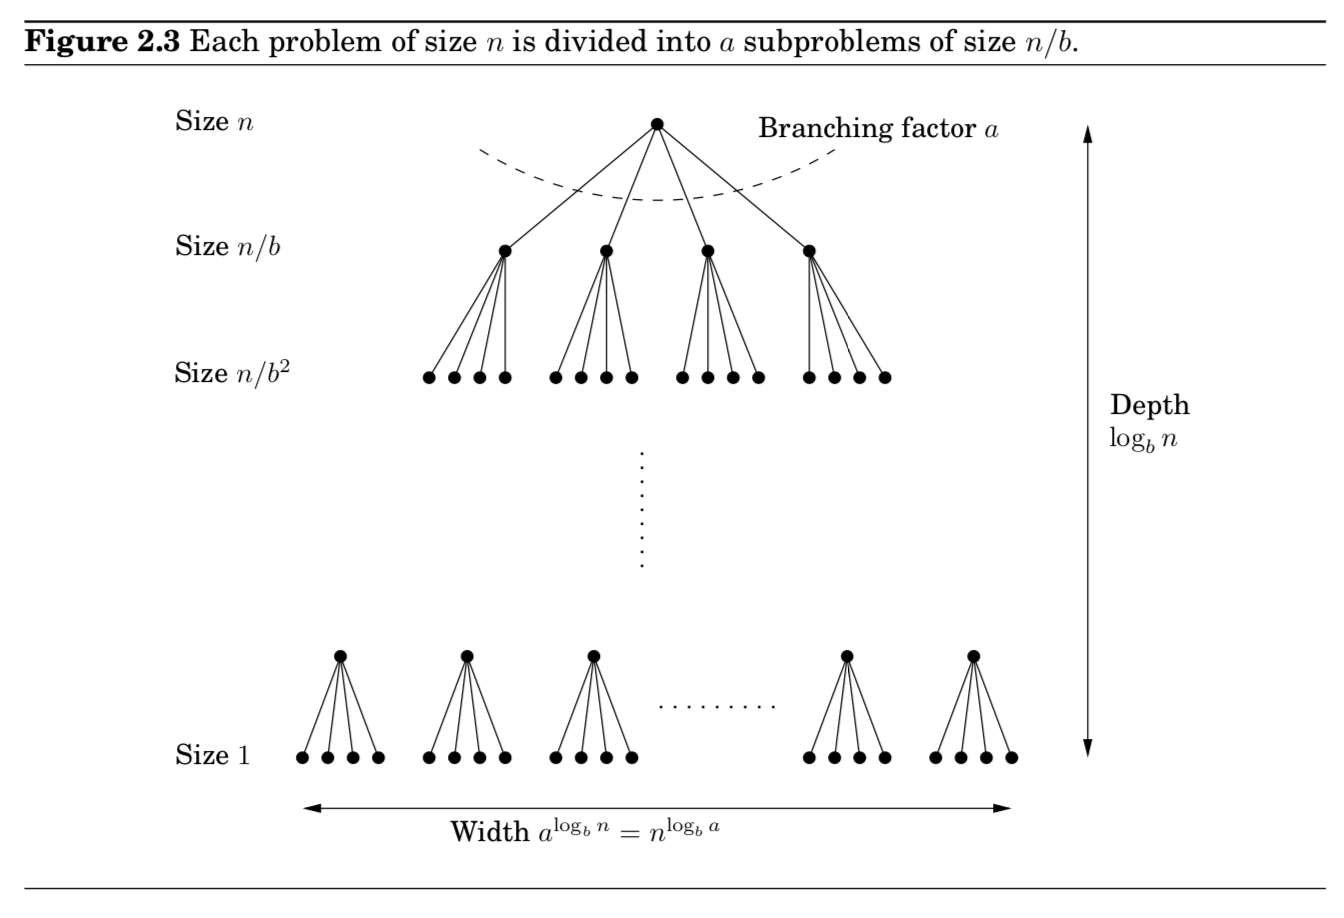 Figure 2.3 Each problem of size n is divided into a subproblems of size n/b.
Size n
Branching factor a
Size n/b
Size n/b²
Depth
log_b n
Size 1
Width a^{log_b n} = n^{log_b a}